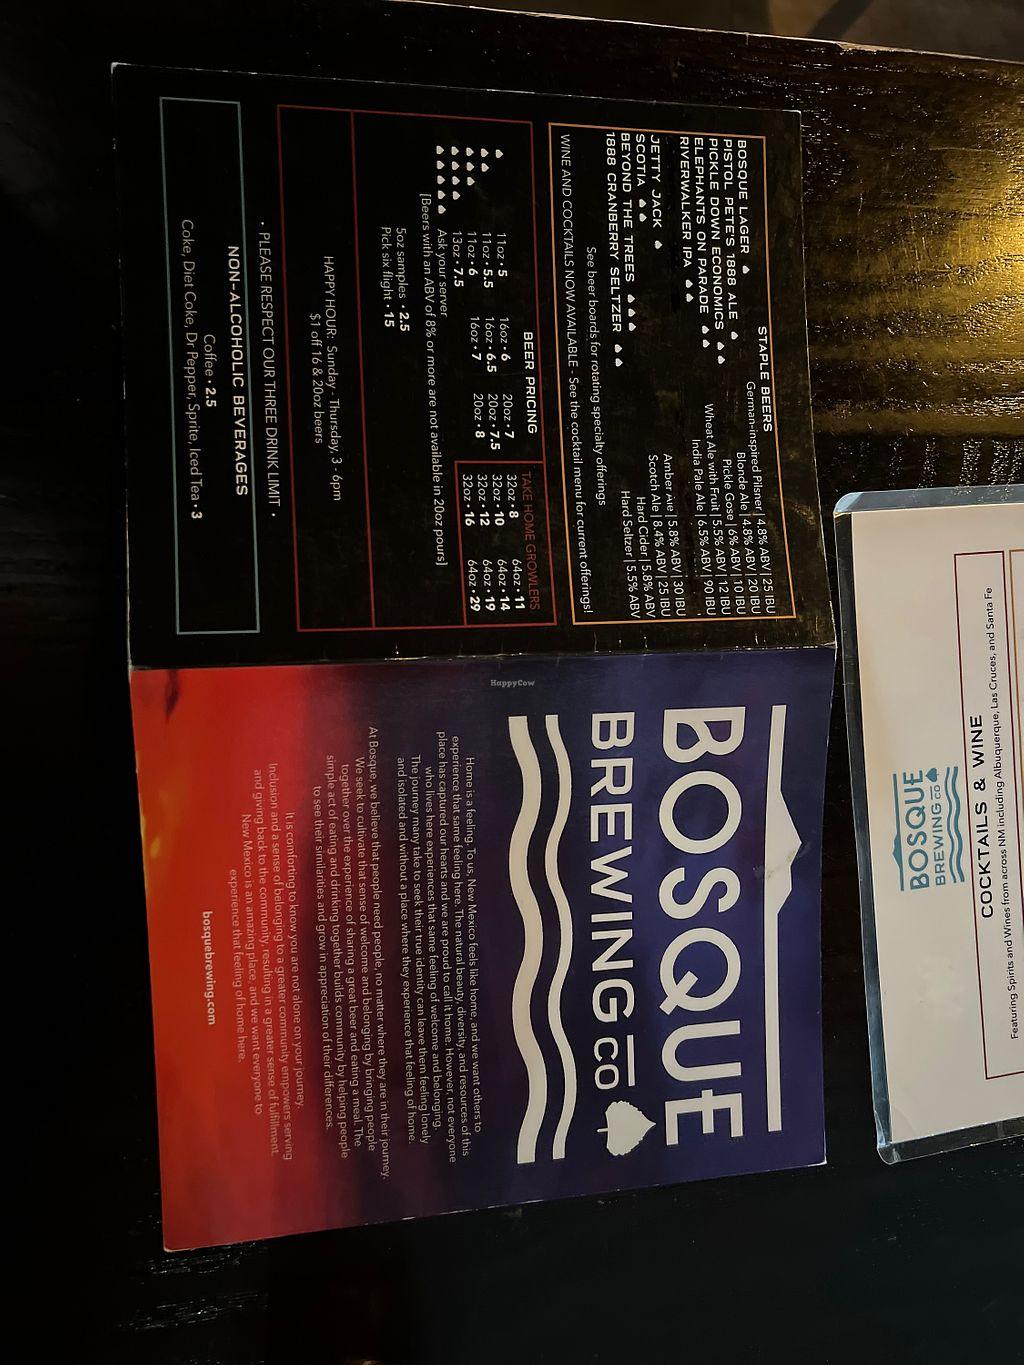 STAPLE BEERS
BOSQUE LAGER ♠ German-inspired Pilsner | 4.8% ABV | 25 IBU
PISTOL PETE'S 1888 ALE ♠ Blonde Ale | 4.8% ABV | 20 IBU
PICKLE DOWN ECONOMICS ♠♠ Pickle Gose | 0% ABV | 10 IBU
ELEPHANTS ON PARADE ♠♠ Wheat Ale with Fruit | 5.5% ABV | 12 IBU
RIVERWALKER IPA ♠♠ India Pale Ale | 6.5% ABV | 90 IBU
JETTY JACK ♠ Amber Ale | 5.8% ABV | 30 IBU
SCOTIA ♠♠ Scotch Ale | 8.4% ABV | 25 IBU
BEYOND THE TREES ♠♠♠ Hard Cider | 5.8% ABV
1888 CRANBERRY SELTZER ♠♠ Hard Seltzer | 5.5% ABV
See beer boards for rotating specialty offerings
WINE AND COCKTAILS NOW AVAILABLE - See the cocktail menu for current offerings!
BEER PRICING
TAKE HOME GROWLERS
♠ 11oz • 5 16oz • 6 20oz • 7 32oz • 8 64oz • 11
♠♠ 11oz • 5.5 16oz • 6.5 20oz • 7.5 32oz • 10 64oz • 14
♠♠♠ 11oz • 6 16oz • 7 20oz • 8 32oz • 12 64oz • 19
♠♠♠♠ 13oz • 7.5 32oz • 16 64oz • 29
♠♠♠♠♠ Ask your server
[Beers with an ABV of 8% or more are not available in 20oz pours]
5oz samples • 2.5
Pick six flight • 15
HAPPY HOUR: Sunday - Thursday, 3 - 6pm
$1 off 16 & 20oz beers
• PLEASE RESPECT OUR THREE DRINK LIMIT •
NON-ALCOHOLIC BEVERAGES
Coffee • 2.5
Coke, Diet Coke, Dr Pepper, Sprite, Iced Tea • 3
BOSQUE
BREWING CO
Home is a feeling. To us, New Mexico feels like home, and we want others to
experience that same feeling here. The natural beauty, diversity, and resources of this
place has captured our hearts and we are proud to call it home. However, not everyone
who lives here experiences that same feeling of welcome and belonging.
The journey many take to seek their true identity can leave them feeling lonely
and isolated and without a place where they experience that feeling of home.
At Bosque, we believe that people need people, no matter where they are in their journey.
We seek to cultivate that sense of welcome and belonging by bringing people
together over the experience of sharing a great beer and eating a meal. The
simple act of eating and drinking together builds community by helping people
to see their similarities and grow in appreciation of their differences.
It is comforting to know you are not alone on your journey.
Inclusion and a sense of belonging to a greater community empowers serving
and giving back to the community, resulting in a greater sense of fulfillment.
New Mexico is an amazing place, and we want everyone to
experience that feeling of home here.
bosquebrewing.com
HappyCow
BOSQUE
BREWING CO
COCKTAILS & WINE
Featuring Spirits and Wines from across NM including Albuquerque, Las Cruces, and Santa Fe